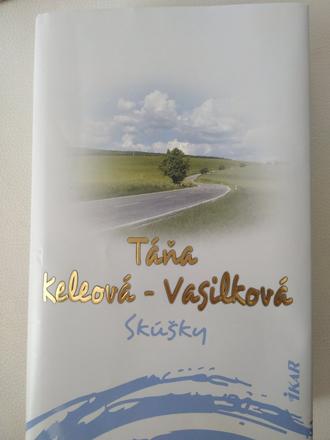 Táňa
Keleová - Vasilková
Skúšky
iKAR